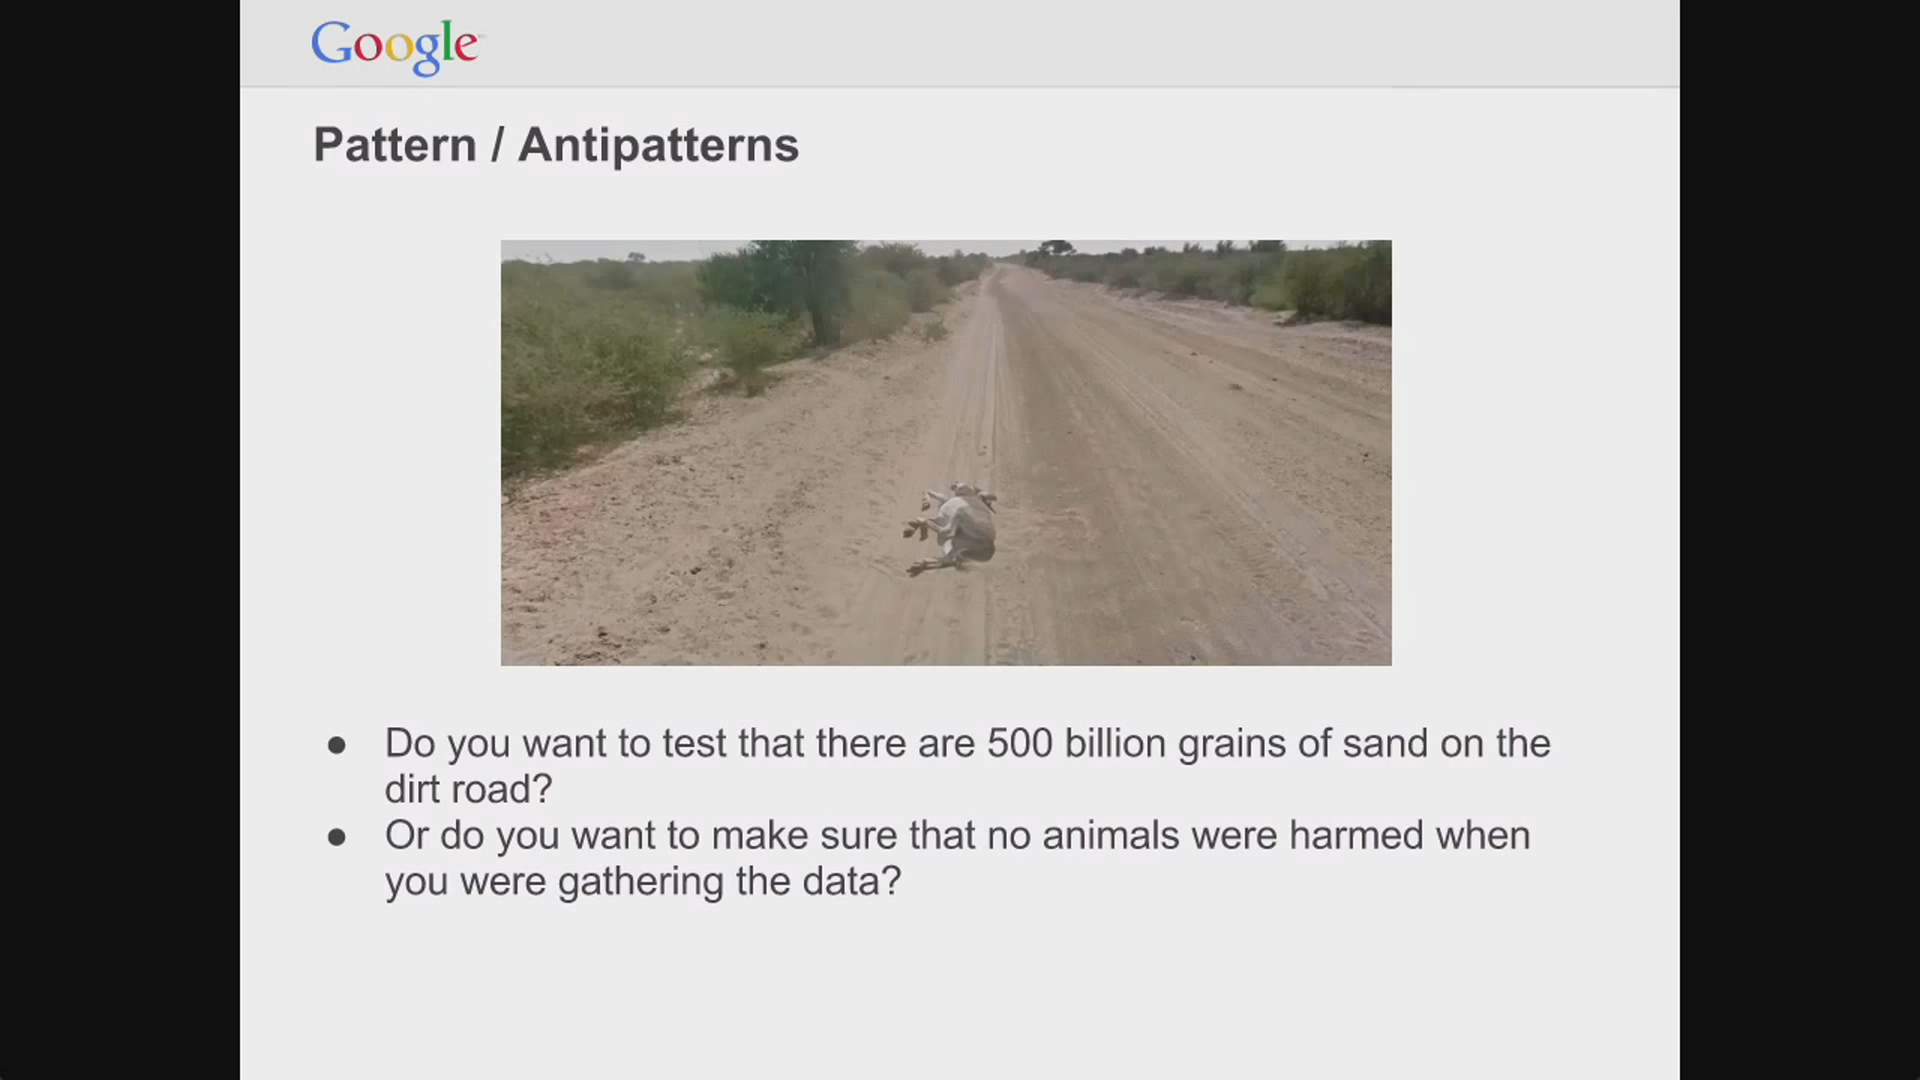 Google
Pattern / Antipatterns
● Do you want to test that there are 500 billion grains of sand on the
dirt road?
● Or do you want to make sure that no animals were harmed when
you were gathering the data?